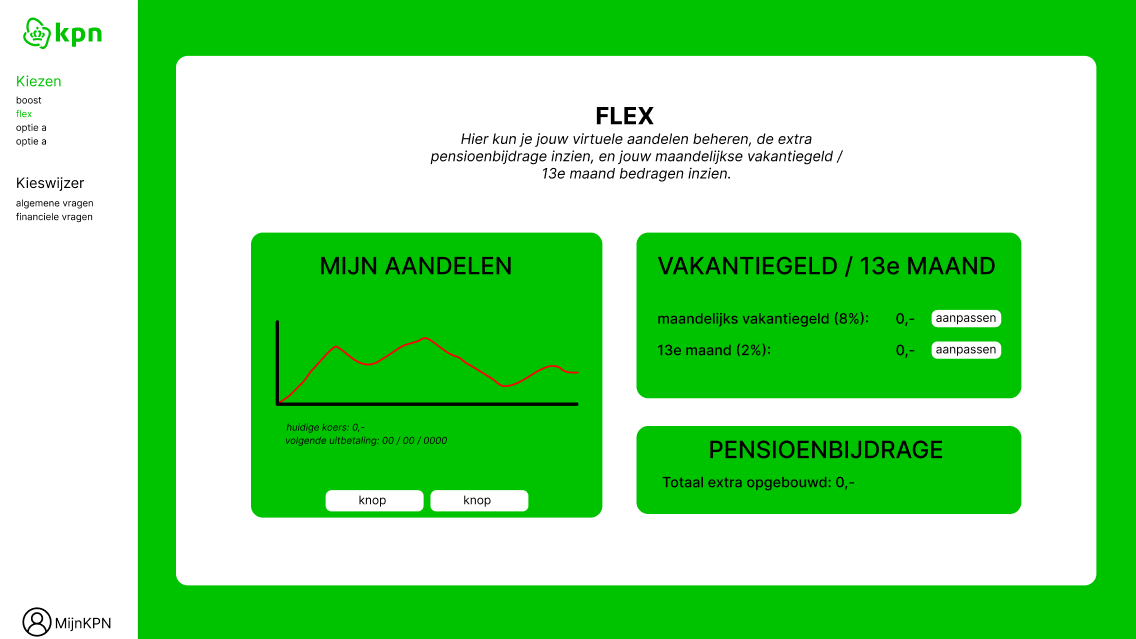 kpn
Kiezen
boost
flex
optie a
optie a
Kieswijzer
algemene vragen
financiele vragen
MijnKPN
FLEX
Hier kun je jouw virtuele aandelen beheren, de extra
pensioenbijdrage inzien, en jouw maandelijkse vakantiegeld /
13e maand bedragen inzien.
MIJN AANDELEN
huidige koers: 0,-
volgende uitbetaling: 00 / 00 / 0000
knop knop
VAKANTIEGELD / 13e MAAND
maandelijks vakantiegeld (8%): 0,- aanpassen
13e maand (2%): 0,- aanpassen
PENSIOENBIJDRAGE
Totaal extra opgebouwd: 0,-